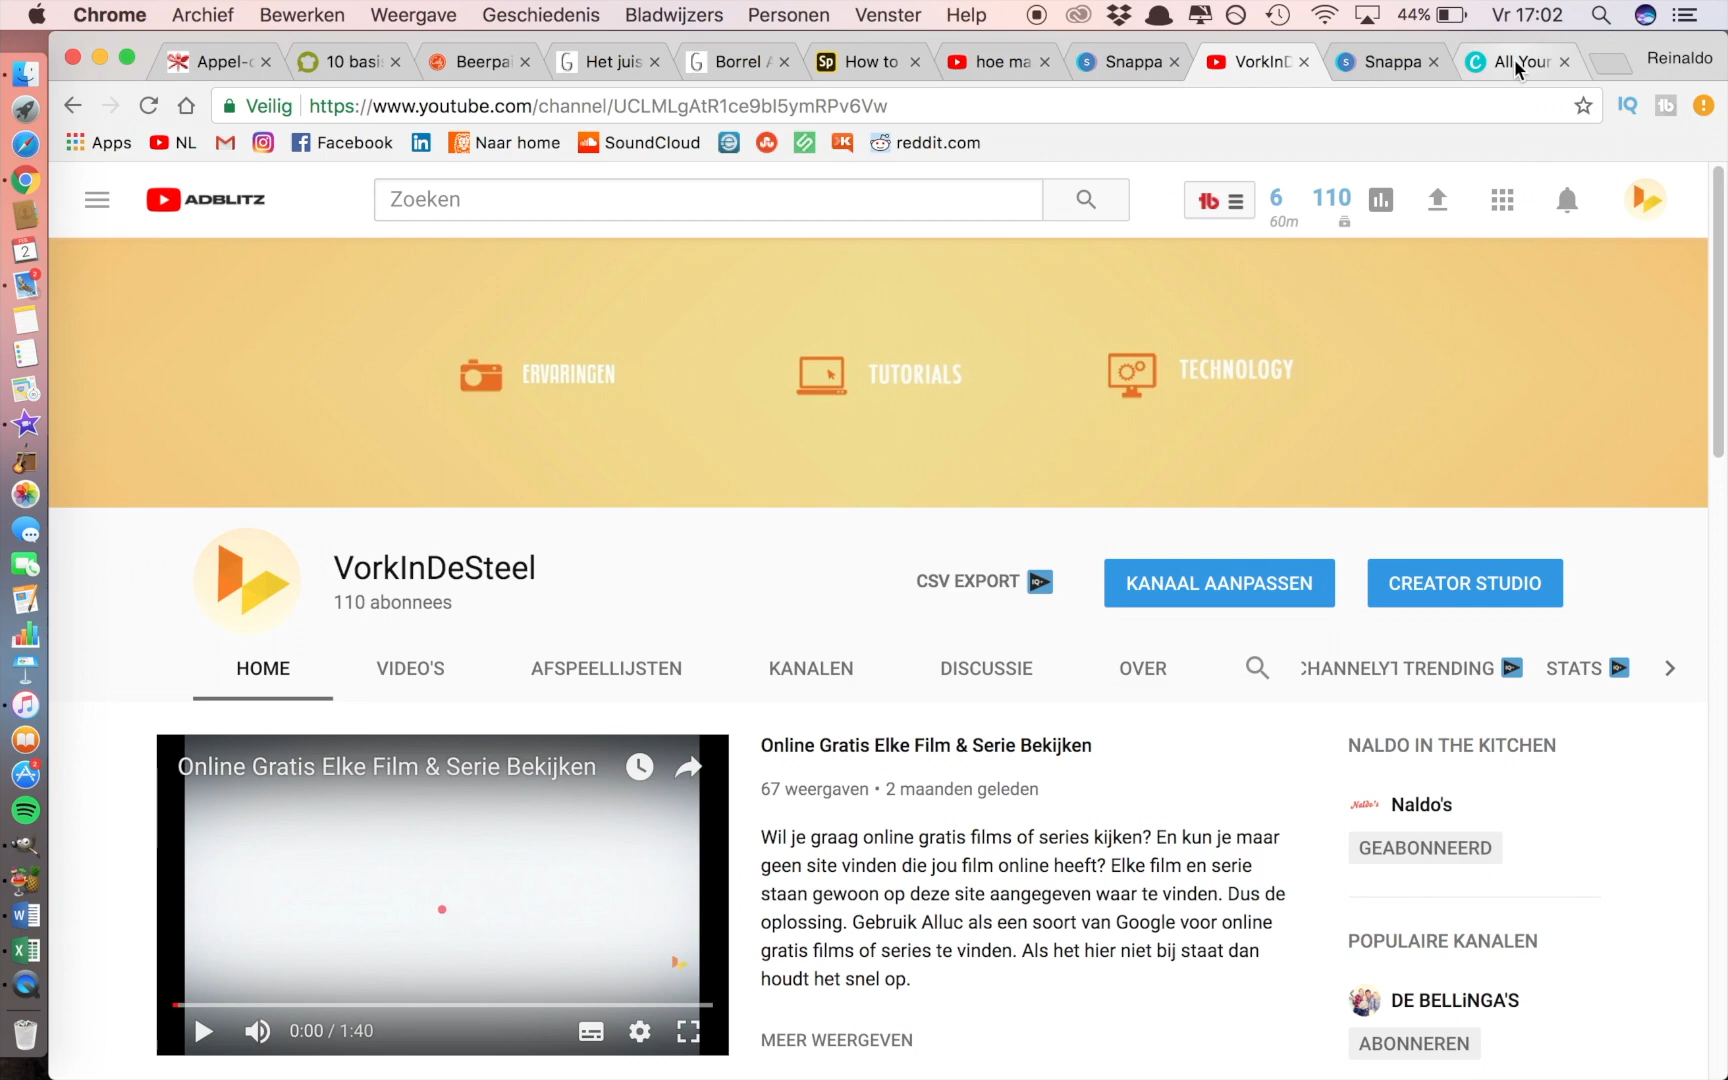 Chrome Archief Bewerken Weergave Geschiedenis Bladwijzers Personen Venster Help 44% Vr 17:02
Appel- 10 basi Beerpa Het juis Borrel How to hoe ma Snappa VorkInD Snappa All Your Reinaldo
Veilig https://www.youtube.com/channel/UCLMLgAtR1ce9bI5ymRPv6Vw
Apps NL Facebook Naar home SoundCloud reddit.com
ADBLITZ Zoeken 6 110
60m
ERVARINGEN TUTORIALS TECHNOLOGY
VorkInDeSteel
110 abonnees
CSV EXPORT KANAAL AANPASSEN CREATOR STUDIO
HOME VIDEO'S AFSPEELLIJSTEN KANALEN DISCUSSIE OVER TRENDING STATS
Online Gratis Elke Film & Serie Bekijken
0:00 / 1:40
Online Gratis Elke Film & Serie Bekijken
67 weergaven • 2 maanden geleden
Wil je graag online gratis films of series kijken? En kun je maar
geen site vinden die jou film online heeft? Elke film en serie
staan gewoon op deze site aangegeven waar te vinden. Dus de
oplossing. Gebruik Alluc als een soort van Google voor online
gratis films of series te vinden. Als het hier niet bij staat dan
houdt het snel op.
MEER WEERGEVEN
NALDO IN THE KITCHEN
Naldo's
GEABONNEERD
POPULAIRE KANALEN
DE BELLiNGA'S
ABONNEREN